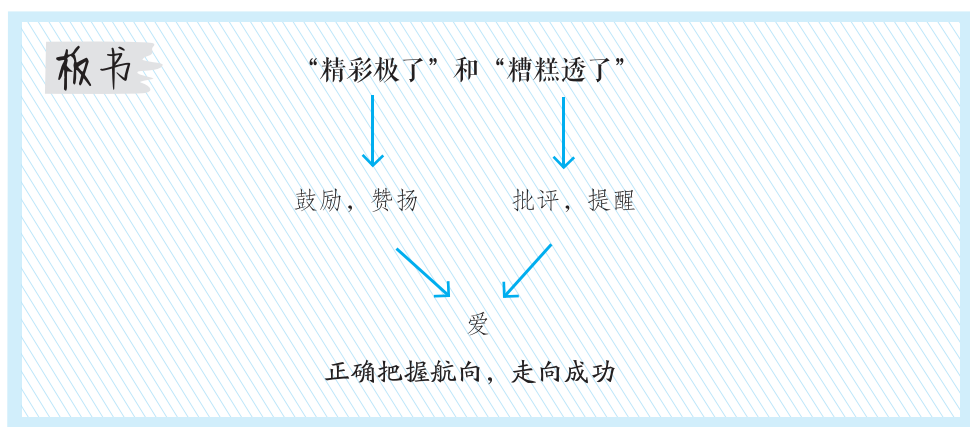 板书
“精彩极了”和“糟糕透了”
鼓励，赞扬 批评，提醒
爱
正确把握航向，走向成功